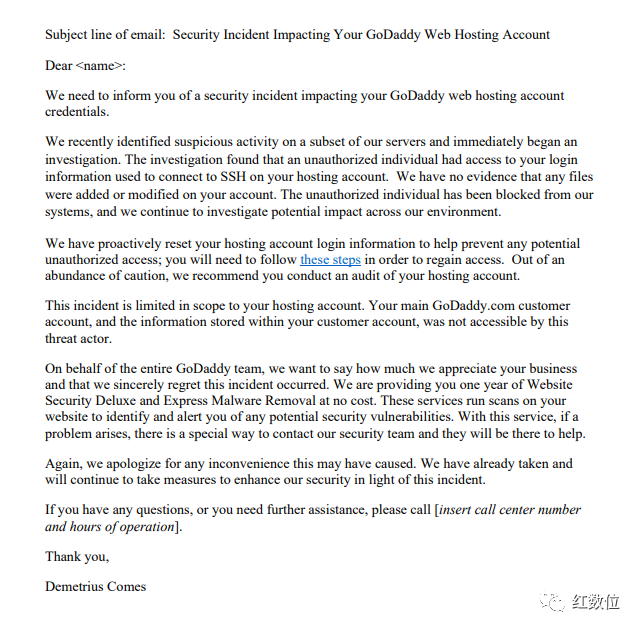 Subject line of email:  Security Incident Impacting Your GoDaddy Web Hosting Account
Dear <name>:
We need to inform you of a security incident impacting your GoDaddy web hosting account
credentials.
We recently identified suspicious activity on a subset of our servers and immediately began an
investigation. The investigation found that an unauthorized individual had access to your login
information used to connect to SSH on your hosting account.  We have no evidence that any files
were added or modified on your account. The unauthorized individual has been blocked from our
systems, and we continue to investigate potential impact across our environment.
We have proactively reset your hosting account login information to help prevent any potential
unauthorized access; you will need to follow these steps in order to regain access.  Out of an
abundance of caution, we recommend you conduct an audit of your hosting account.
This incident is limited in scope to your hosting account. Your main GoDaddy.com customer
account, and the information stored within your customer account, was not accessible by this
threat actor.
On behalf of the entire GoDaddy team, we want to say how much we appreciate your business
and that we sincerely regret this incident occurred. We are providing you one year of Website
Security Deluxe and Express Malware Removal at no cost. These services run scans on your
website to identify and alert you of any potential security vulnerabilities. With this service, if a
problem arises, there is a special way to contact our security team and they will be there to help.
Again, we apologize for any inconvenience this may have caused. We have already taken and
will continue to take measures to enhance our security in light of this incident.
If you have any questions, or you need further assistance, please call [insert call center number
and hours of operation].
Thank you,
Demetrius Comes
红数位